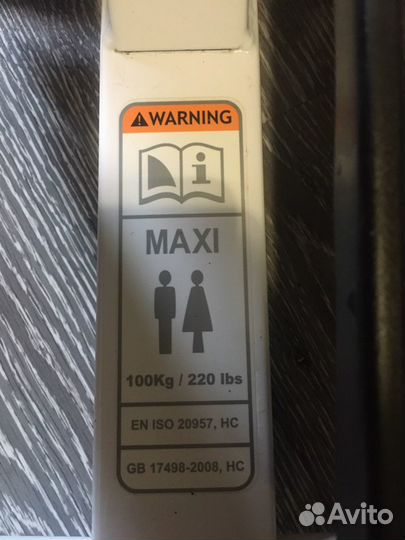 WARNING
i
MAXI
100Kg / 220 lbs
EN ISO 20957, HC
GB 17498-2008, HC
Avito